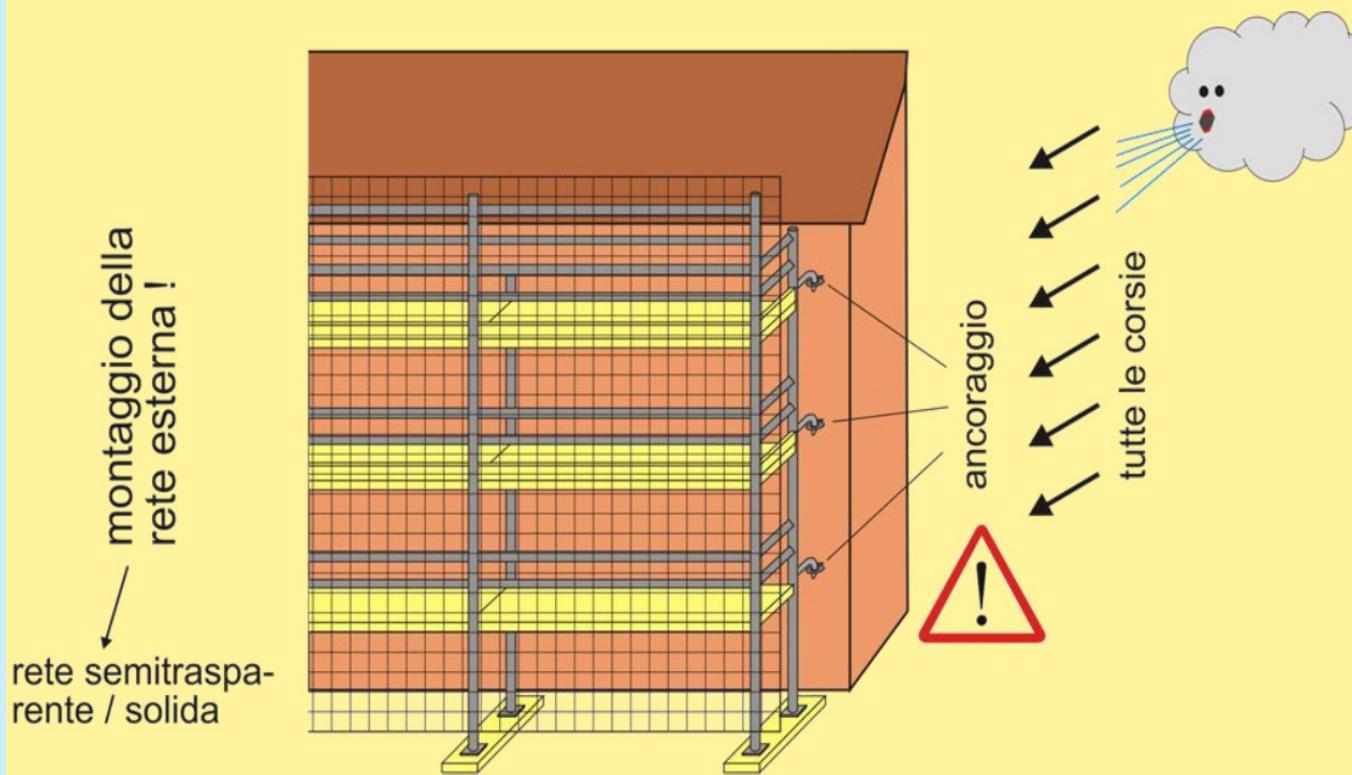 montaggio della
rete esterna !
rete semitraspa-
rente / solida
ancoraggio
tutte le corsie
!